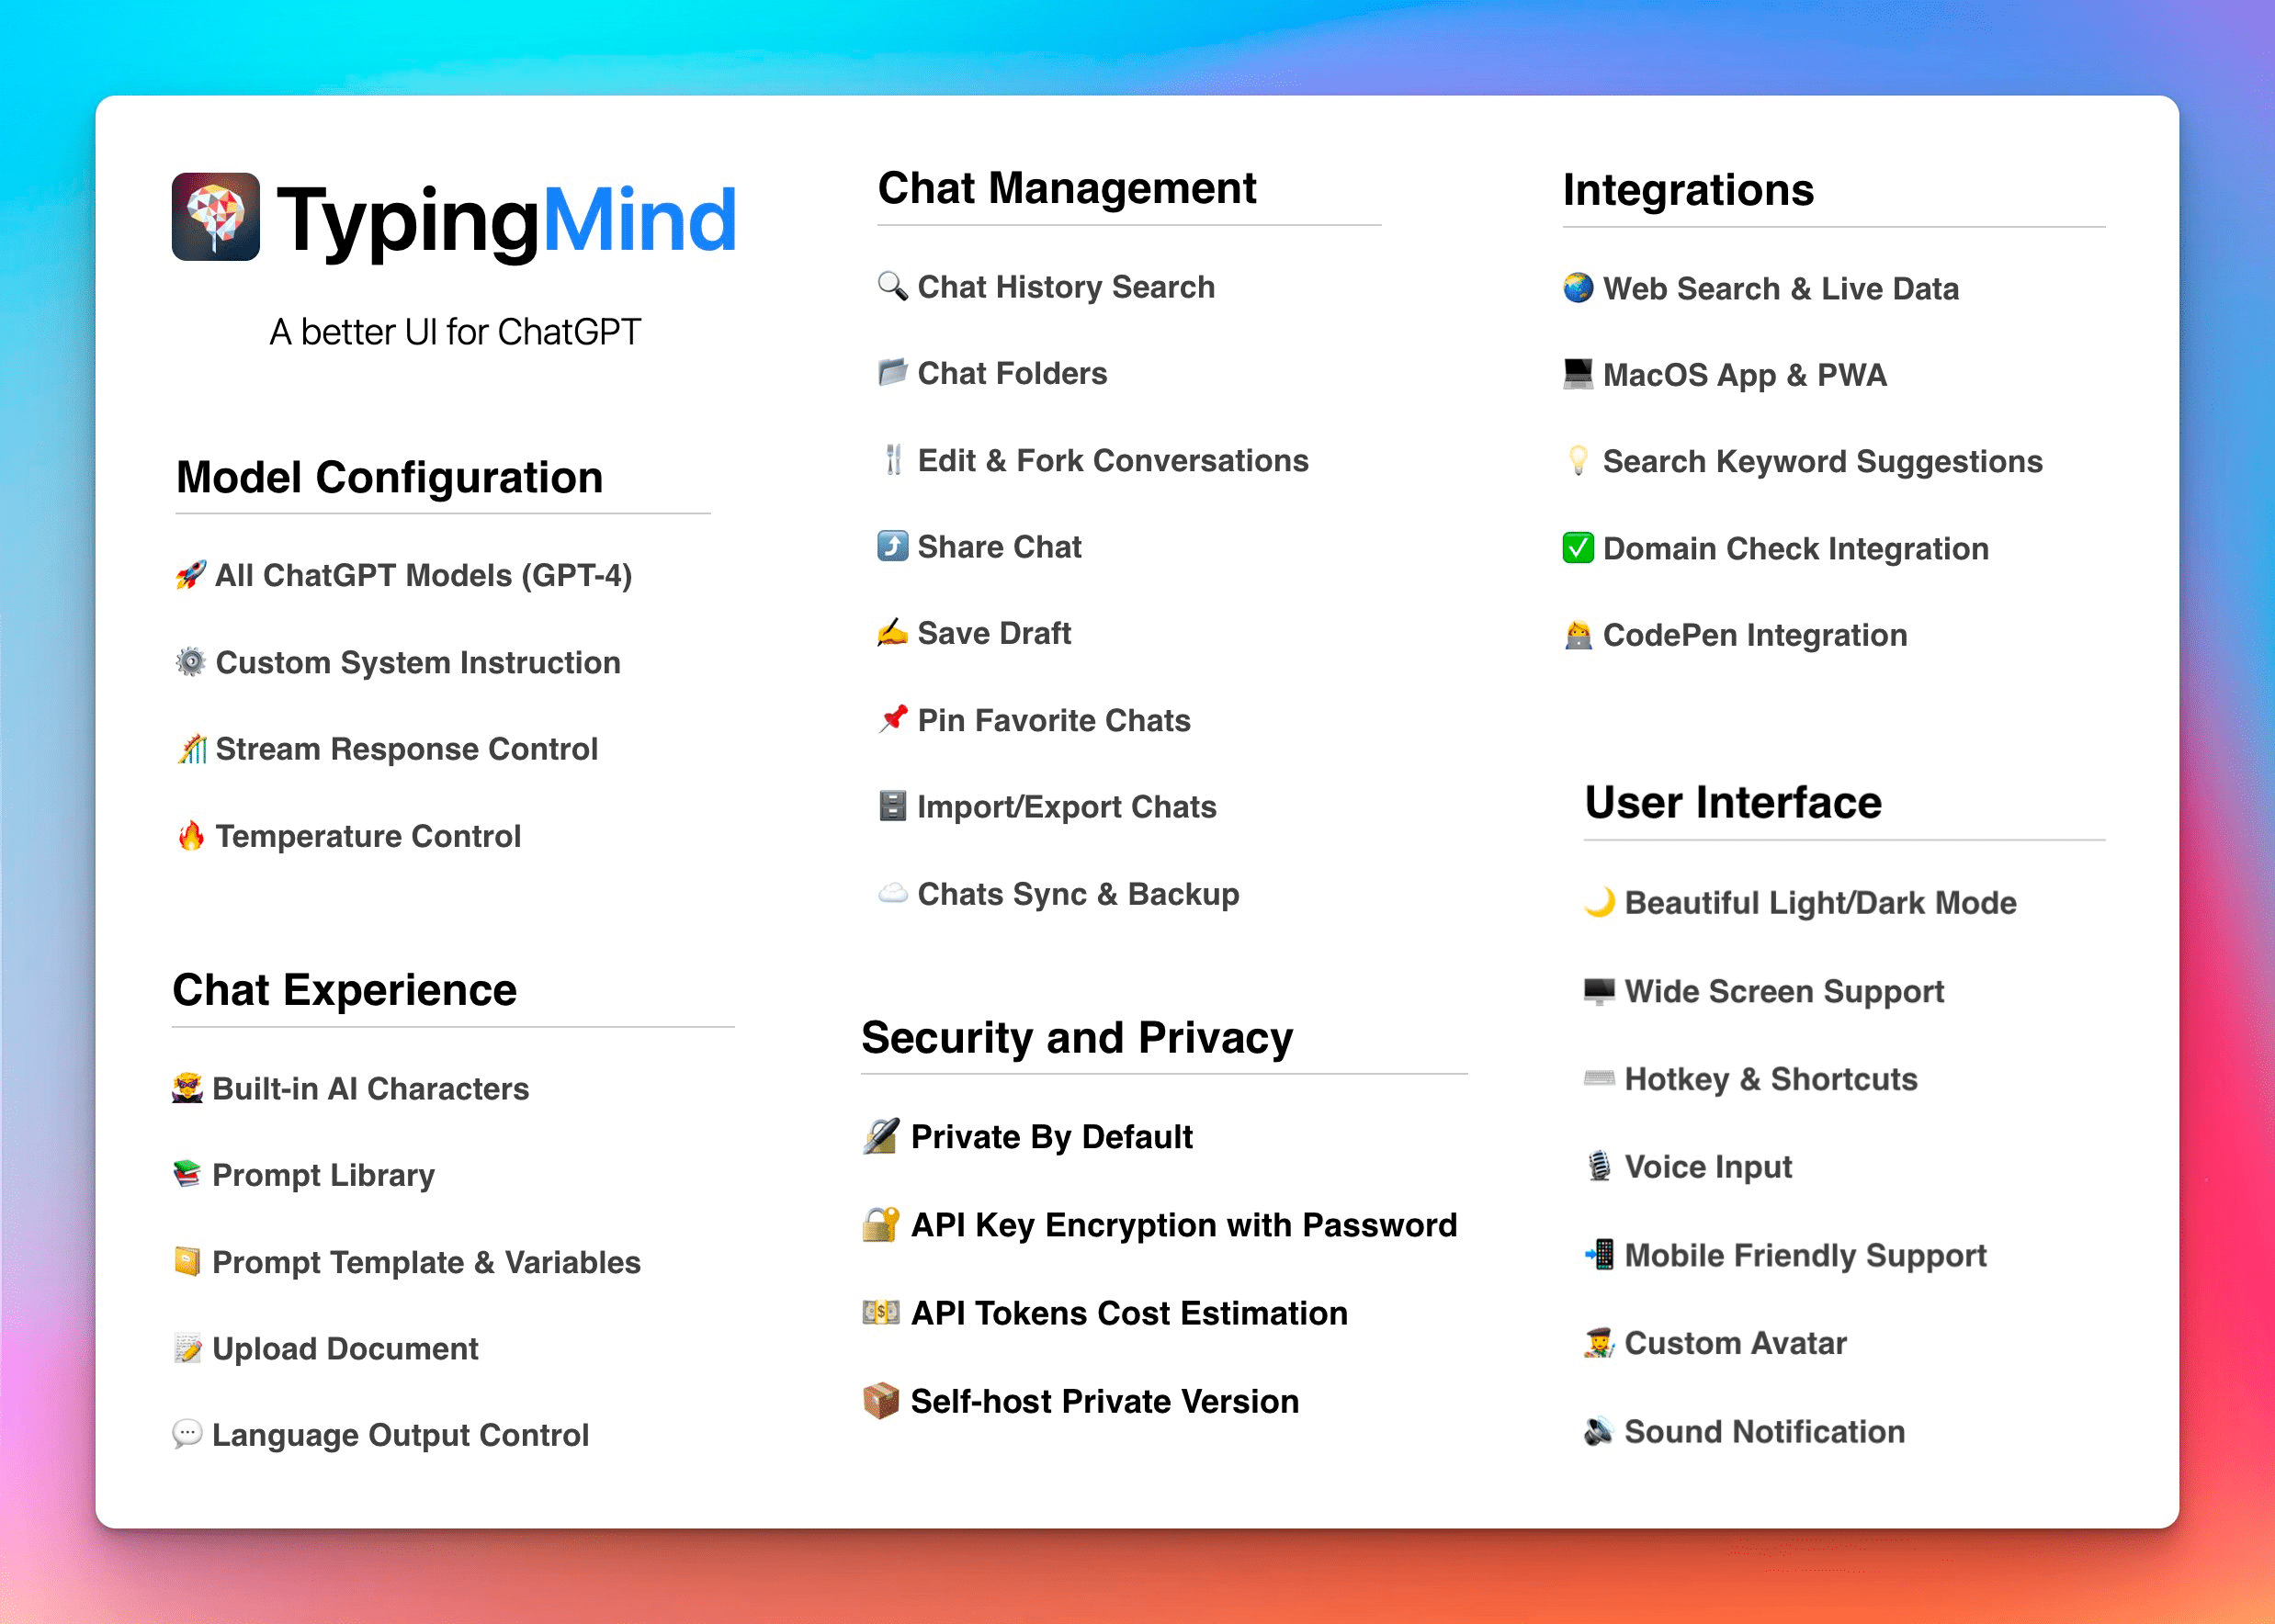 TypingMind
A better UI for ChatGPT
Model Configuration
🚀 All ChatGPT Models (GPT-4)
⚙️ Custom System Instruction
🎢 Stream Response Control
🔥 Temperature Control
Chat Experience
🦹 Built-in AI Characters
📚 Prompt Library
📒 Prompt Template & Variables
📝 Upload Document
💬 Language Output Control
Chat Management
🔍 Chat History Search
📂 Chat Folders
🍴 Edit & Fork Conversations
⤴️ Share Chat
✍️ Save Draft
📌 Pin Favorite Chats
🗄️ Import/Export Chats
☁️ Chats Sync & Backup
Security and Privacy
🔏 Private By Default
🔐 API Key Encryption with Password
💵 API Tokens Cost Estimation
📦 Self-host Private Version
Integrations
🌏 Web Search & Live Data
💻 MacOS App & PWA
💡 Search Keyword Suggestions
✅ Domain Check Integration
👩‍💻 CodePen Integration
User Interface
🌙 Beautiful Light/Dark Mode
🖥️ Wide Screen Support
⌨️ Hotkey & Shortcuts
🎙️ Voice Input
📲 Mobile Friendly Support
👩‍🎨 Custom Avatar
🔊 Sound Notification